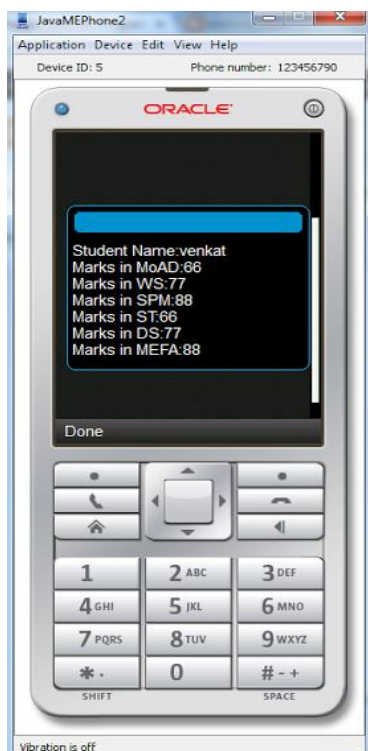 JavaMEPhone2
Application Device Edit View Help
Device ID: 5 Phone number: 123456790
ORACLE
Student Name:venkat
Marks in MoAD:66
Marks in WS:77
Marks in SPM:88
Marks in ST:66
Marks in DS:77
Marks in MEFA:88
Done
1 2 ABC 3 DEF
4 GHI 5 JKL 6 MNO
7 PQRS 8 TUV 9 WXYZ
* . 0 # - +
SHIFT SPACE
Vibration is off